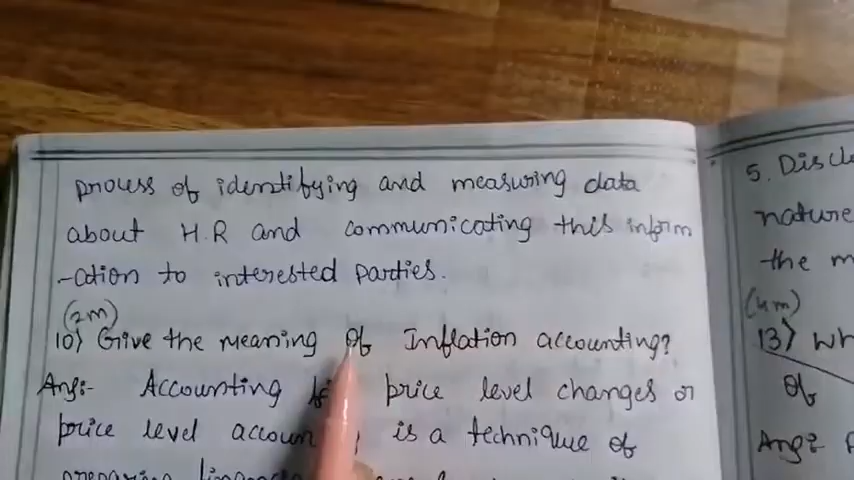 process of identifying and measuring data
about H.R and communicating this inform
-ation to interested parties.
(2m)
10) Give the meaning of Inflation accounting?
Ans:- Accounting price level changes or
price level is a technique of
5. Discl
nature
the m
(4m)
13) wh
of
Ans: